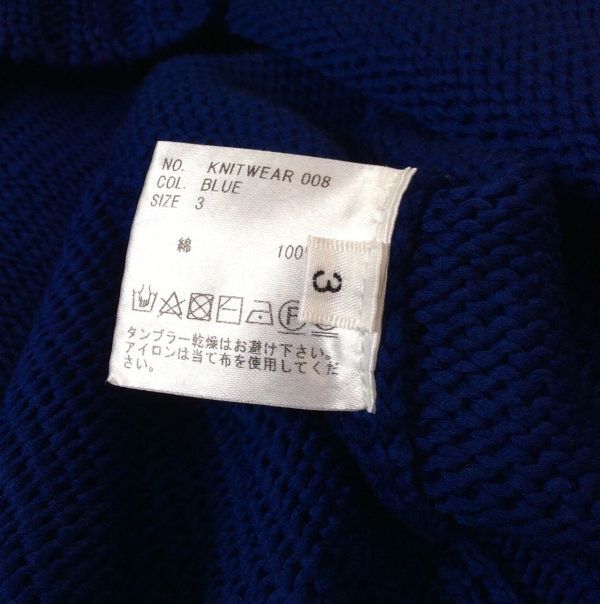 NO. KNITWEAR 008
COL. BLUE
SIZE 3
綿 100
3
P
タンブラー乾燥はお避け下さい。
アイロンは当て布を使用してくだ
さい。